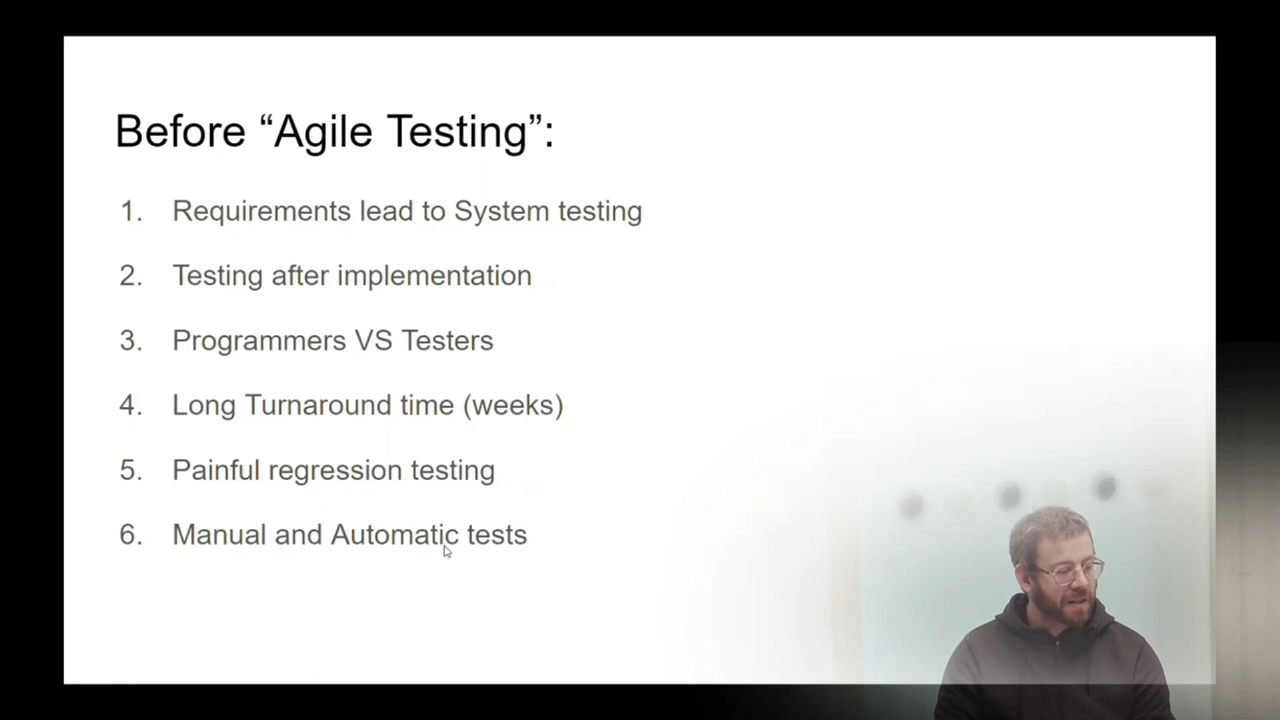 Before “Agile Testing”:
1. Requirements lead to System testing
2. Testing after implementation
3. Programmers VS Testers
4. Long Turnaround time (weeks)
5. Painful regression testing
6. Manual and Automatic tests